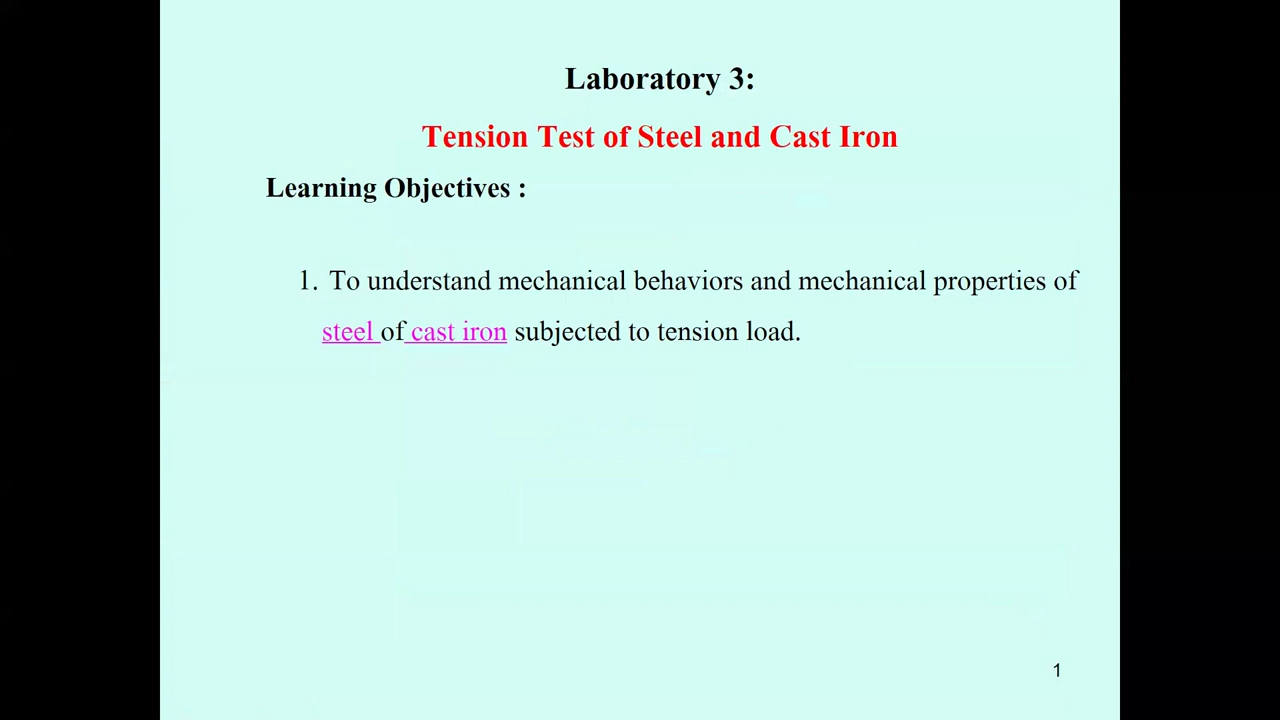 Laboratory 3:
Tension Test of Steel and Cast Iron
Learning Objectives :
1. To understand mechanical behaviors and mechanical properties of
steel of cast iron subjected to tension load.
1